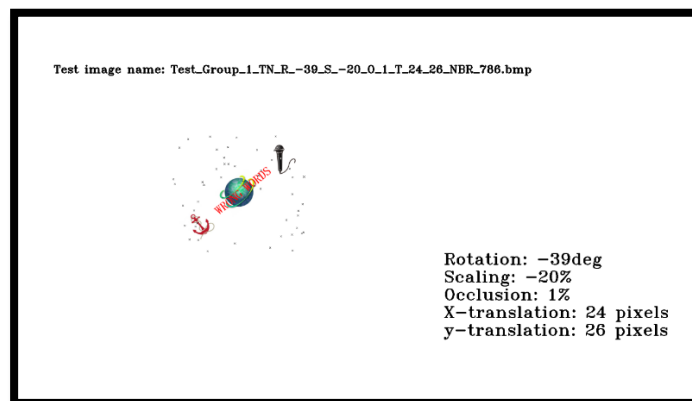 Test image name: Test_Group_1_TN_R_-39_S_-20_O_1_T_24_26_NBR_786.bmp
Rotation: -39deg
Scaling: -20%
Occlusion: 1%
X-translation: 24 pixels
y-translation: 26 pixels